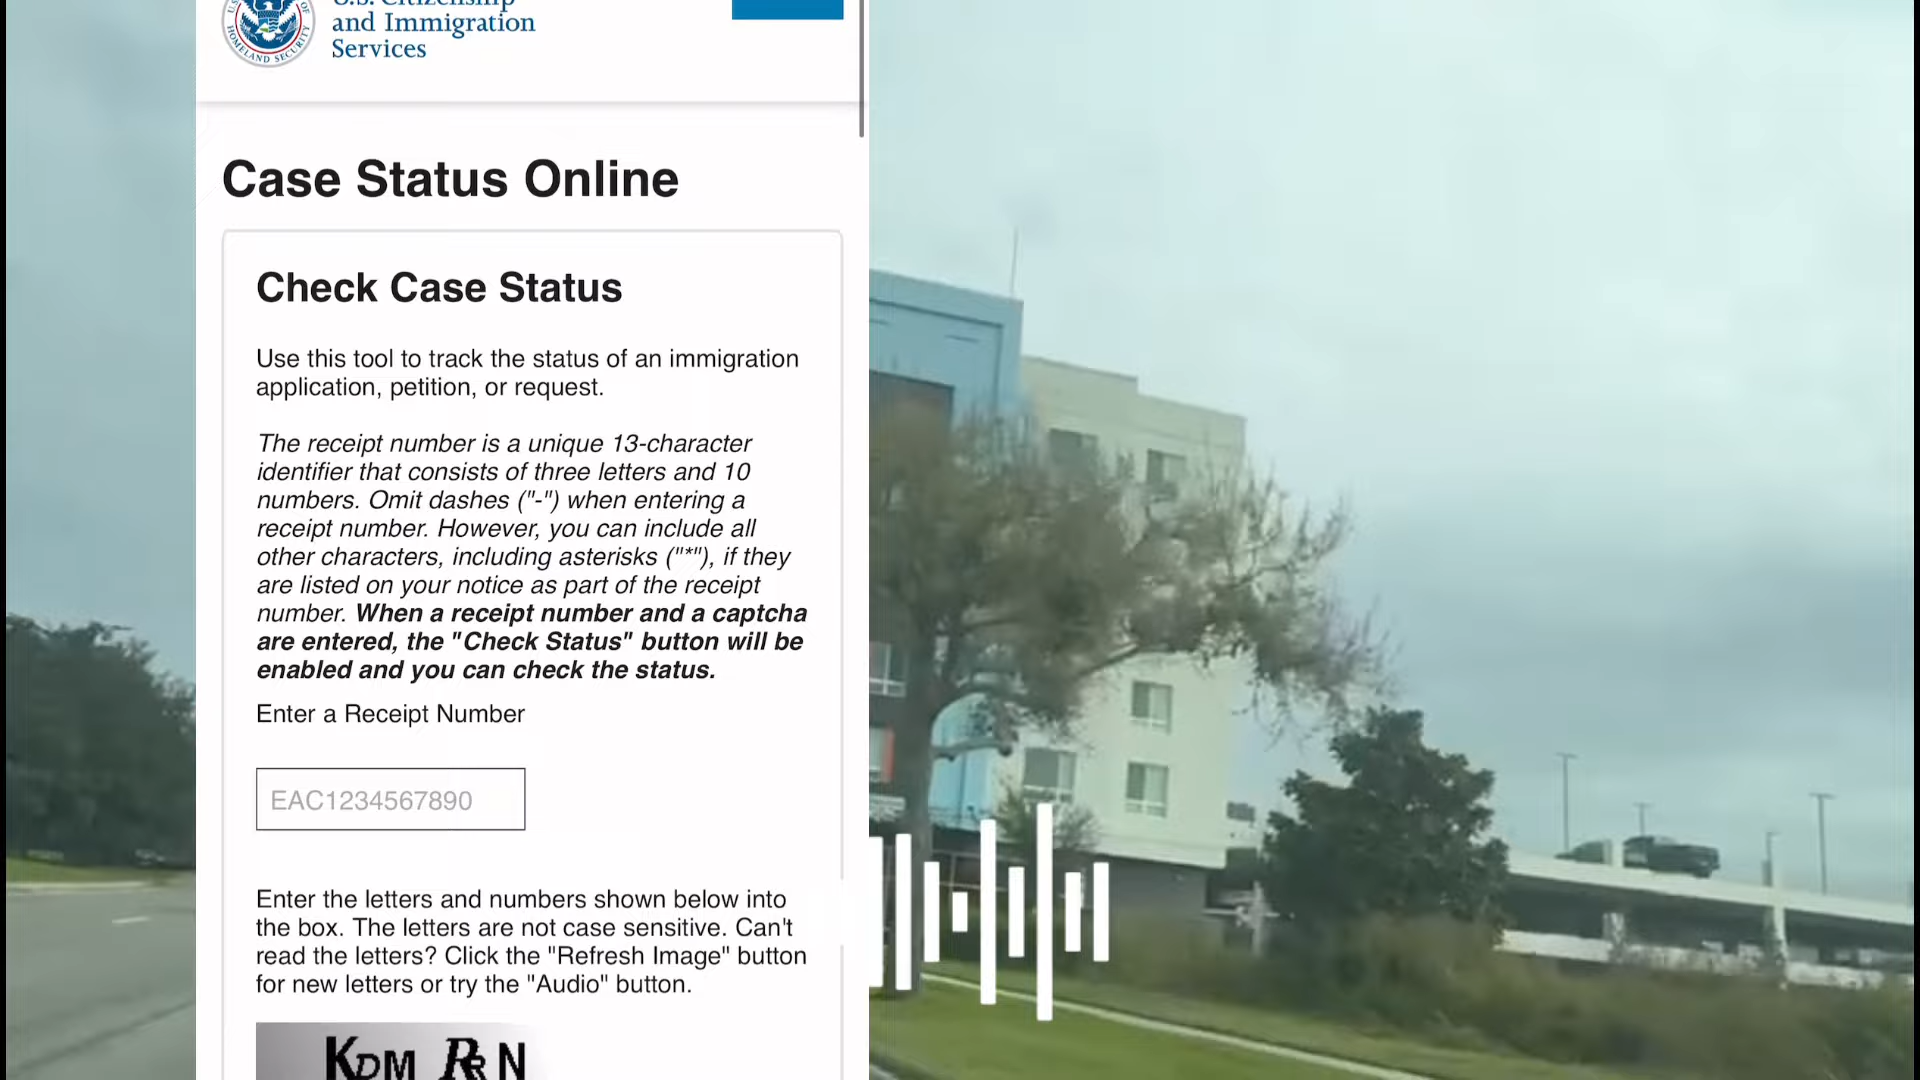 U.S. Citizenship
and Immigration
Services
HOMELAND SECURITY
Case Status Online
Check Case Status
Use this tool to track the status of an immigration
application, petition, or request.
The receipt number is a unique 13-character
identifier that consists of three letters and 10
numbers. Omit dashes ("-") when entering a
receipt number. However, you can include all
other characters, including asterisks ("*"), if they
are listed on your notice as part of the receipt
number. When a receipt number and a captcha
are entered, the "Check Status" button will be
enabled and you can check the status.
Enter a Receipt Number
EAC1234567890
Enter the letters and numbers shown below into
the box. The letters are not case sensitive. Can't
read the letters? Click the "Refresh Image" button
for new letters or try the "Audio" button.